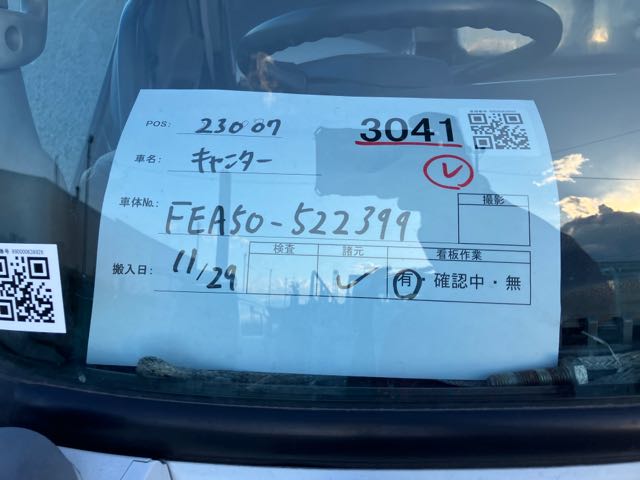 POS: 23007
3041
車名: キャンター
車体No.: FEA50-522399
撮影
搬入日: 11/29
検査 諸元 看板作業
✓ 有・確認中・無